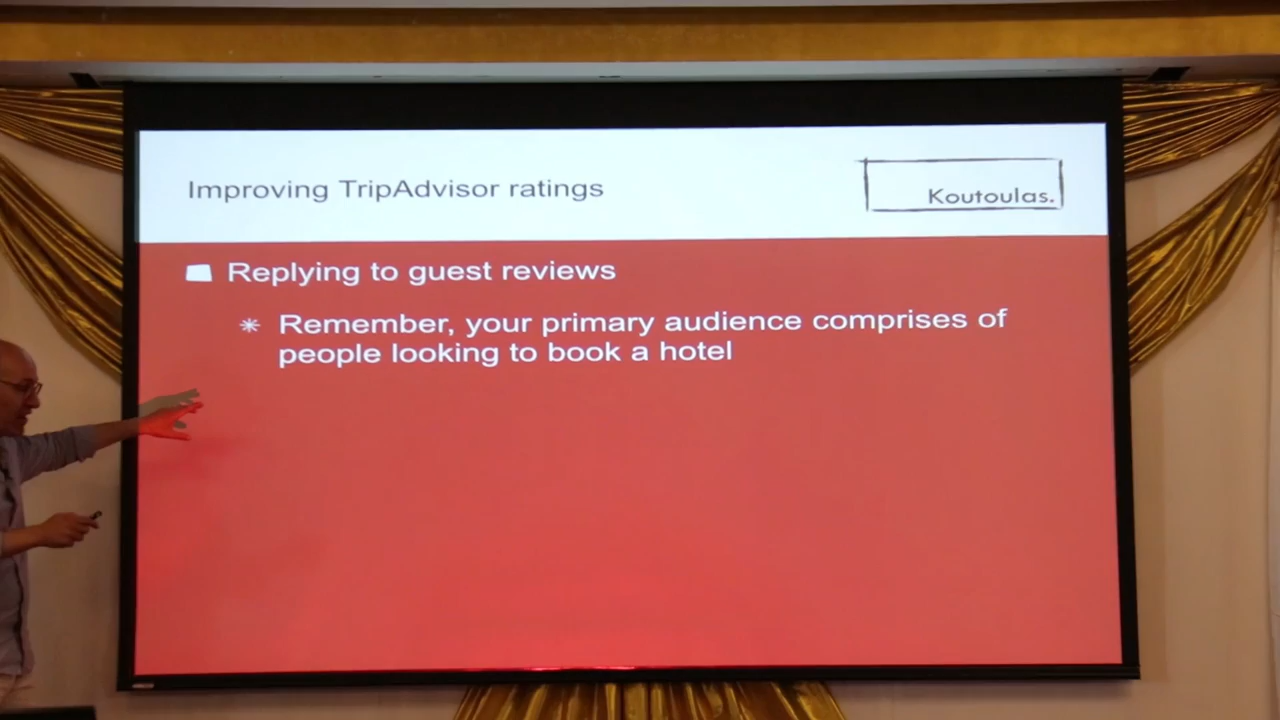 Improving TripAdvisor ratings
Koutoulas.
Replying to guest reviews
Remember, your primary audience comprises of
people looking to book a hotel